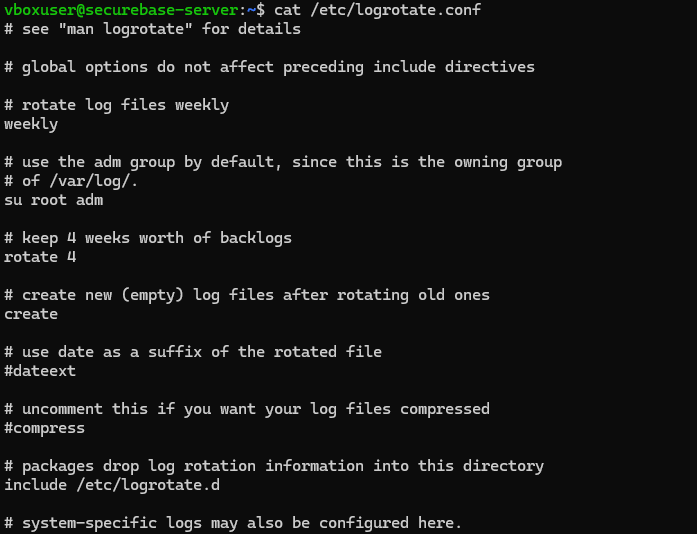 vboxuser@securebase-server:~$ cat /etc/logrotate.conf
# see "man logrotate" for details
# global options do not affect preceding include directives
# rotate log files weekly
weekly
# use the adm group by default, since this is the owning group
# of /var/log/.
su root adm
# keep 4 weeks worth of backlogs
rotate 4
# create new (empty) log files after rotating old ones
create
# use date as a suffix of the rotated file
#dateext
# uncomment this if you want your log files compressed
#compress
# packages drop log rotation information into this directory
include /etc/logrotate.d
# system-specific logs may also be configured here.